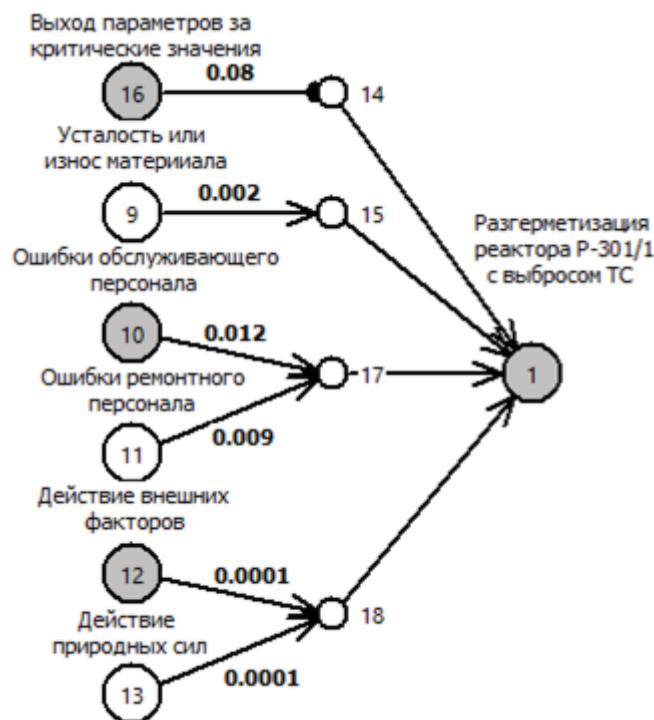 Выход параметров за
критические значения
0.08
16
14
Усталость или
износ материиала
0.002
9
15
Разгерметизация
реактора Р-301/1
с выбросом ТС
Ошибки обслуживающего
персонала
10
0.012
Ошибки ремонтного
персонала
17
1
11
0.009
Действие внешних
факторов
12
0.0001
18
Действие
природных сил
13
0.0001